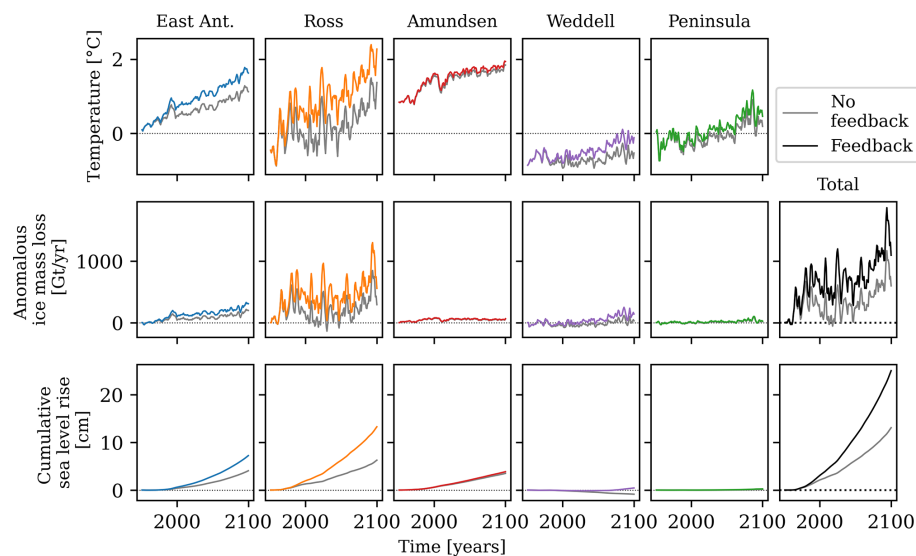 East Ant.
Ross
Amundsen
Weddell
Peninsula
Temperature [°C]
2
0
No
feedback
Feedback
Total
Anomalous
ice mass loss
[Gt/yr]
1000
0
Cumulative
sea level rise
[cm]
20
10
0
2000
2100
2000
2100
2000
2100
2000
2100
2000
2100
2000
2100
Time [years]